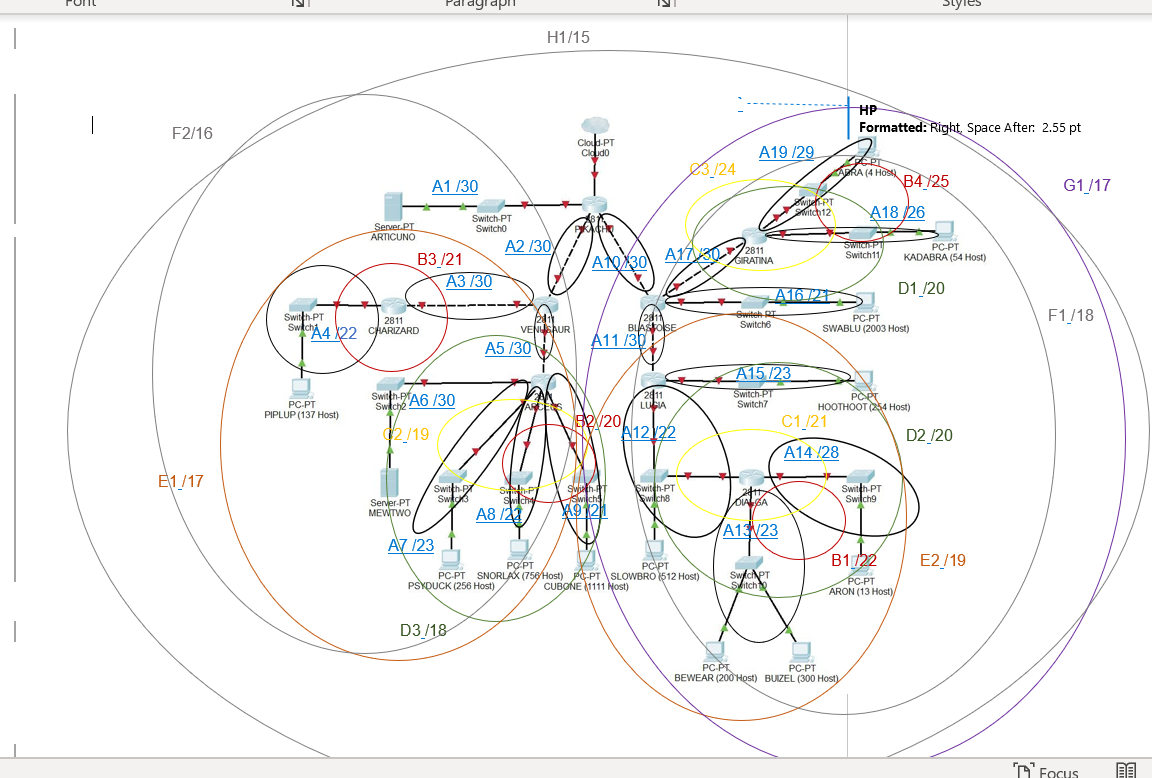 Font
Paragraph
Styles
H1/15
F2/16
HP
Formatted: Right, Space After: 2.55 pt
Cloud-PT
Cloud0
A19 /29
C3 /24
PC-PT
ABRA (4 Host)
B4 /25
G1 /17
A1 /30
Server-PT
ARTICUNO
Switch-PT
Switch0
2811
PIKACHU
Switch-PT
Switch12
A18 /26
A2 /30
A10 /30
A17 /30
2811
GIRATINA
Switch-PT
Switch11
PC-PT
KADABRA (54 Host)
B3 /21
A3 /30
D1 /20
A16 /21
Switch-PT
Switch1
A4 /22
2811
CHARIZARD
2811
VENUSAUR
2811
BLASTOISE
Switch-PT
Switch6
PC-PT
SWABLU (2003 Host)
F1 /18
A5 /30
A11 /30
A15 /23
PC-PT
PIPLUP (137 Host)
Switch-PT
Switch2
A6 /30
2811
ARCEUS
2811
LUCIA
Switch-PT
Switch7
PC-PT
HOOTHOOT (254 Host)
C2 /19
B2 /20
A12 /22
C1 /21
D2 /20
A14 /28
E1 /17
Server-PT
MEWTWO
Switch-PT
Switch3
Switch-PT
Switch4
Switch-PT
Switch5
Switch-PT
Switch8
2811
DIALGA
Switch-PT
Switch9
A8 /22
A9 /21
A13 /23
A7 /23
B1 /22
E2 /19
PC-PT
PSYDUCK (256 Host)
PC-PT
SNORLAX (756 Host)
PC-PT
CUBONE (1111 Host)
PC-PT
SLOWBRO (512 Host)
Switch-PT
Switch10
PC-PT
ARON (13 Host)
D3 /18
PC-PT
BEWEAR (200 Host)
PC-PT
BUIZEL (300 Host)
Focus